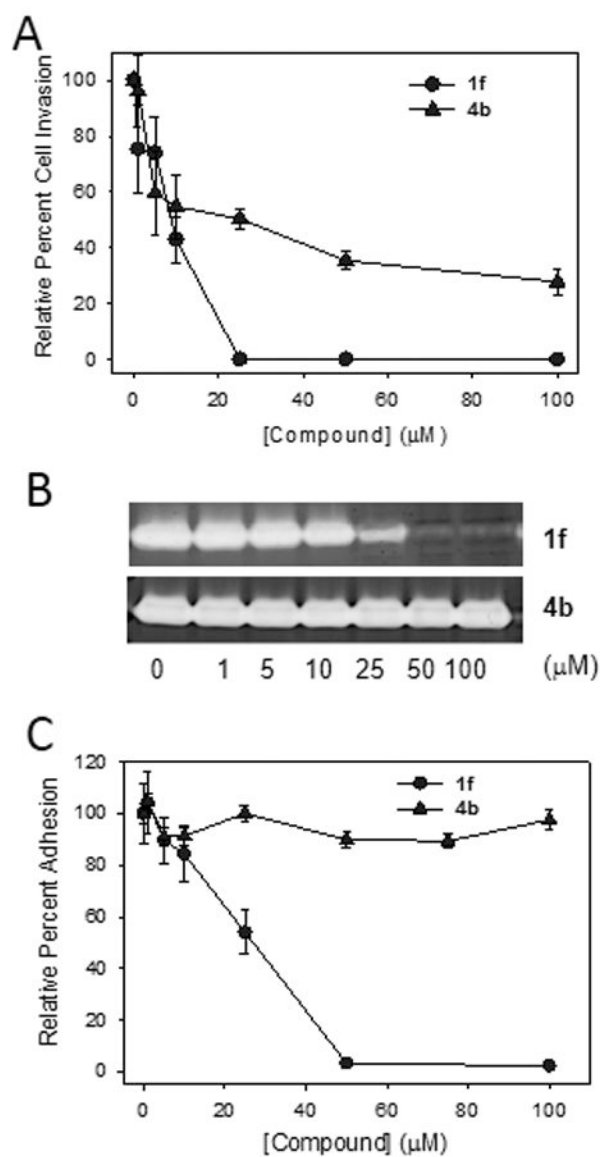 A
Relative Percent Cell Invasion
100
80
60
40
20
0
1f
4b
0 20 40 60 80 100
[Compound] (μM)
B
1f
4b
0 1 5 10 25 50 100 (μM)
C
Relative Percent Adhesion
120
100
80
60
40
20
0
1f
4b
0 20 40 60 80 100
[Compound] (μM)